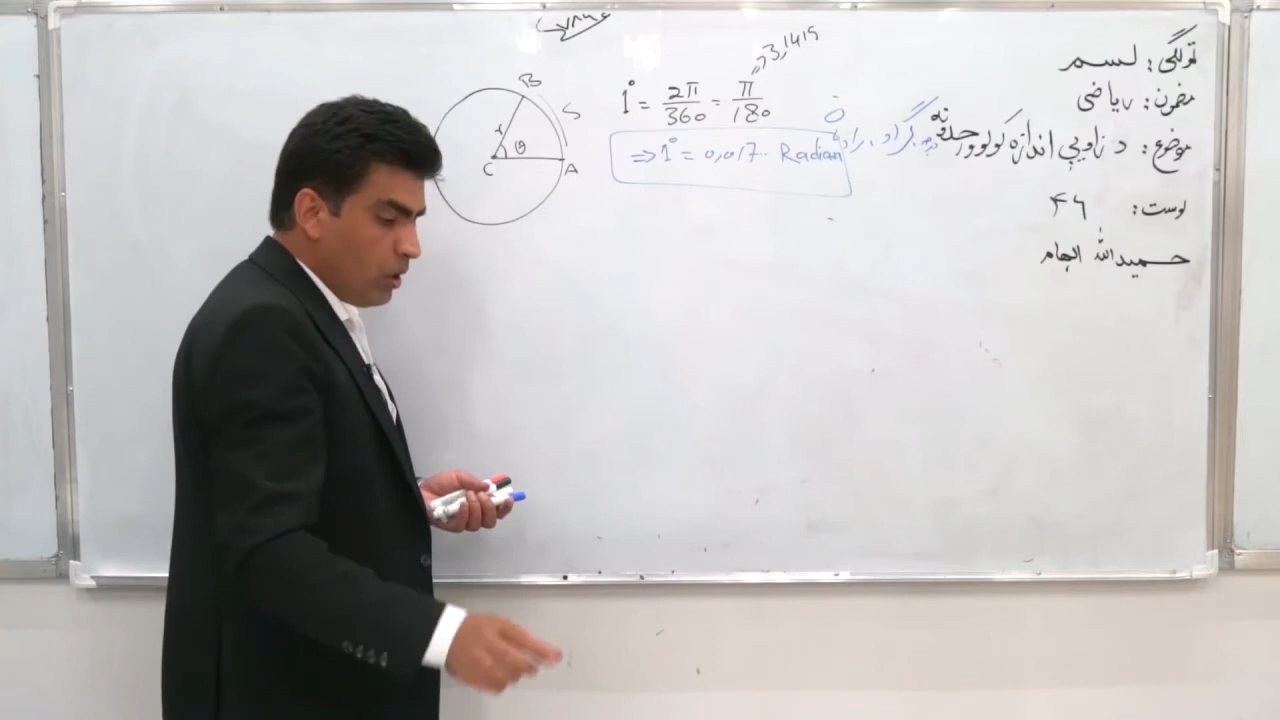 ټولګی: لسم
مضمون: ریاضی
موضوع: د زاویې اندازه کولو واحدونه
لوست: ۴۶
حمیدالله الهام
1° = 2π/360 = π/180
3,1415
⇒ 1° = 0,017 Radian
B
S
r
θ
C
A